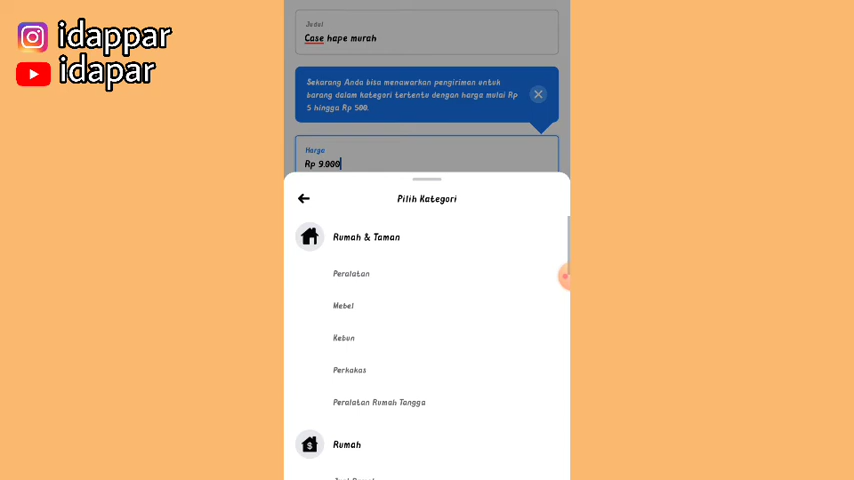 idappar
idapar
Judul
Case hape murah
Sekarang Anda bisa menawarkan pengiriman untuk
barang dalam kategori tertentu dengan harga mulai Rp
5 hingga Rp 500.
Harga
Rp 9.000
Pilih Kategori
Rumah & Taman
Peralatan
Mebel
Kebun
Perkakas
Peralatan Rumah Tangga
Rumah